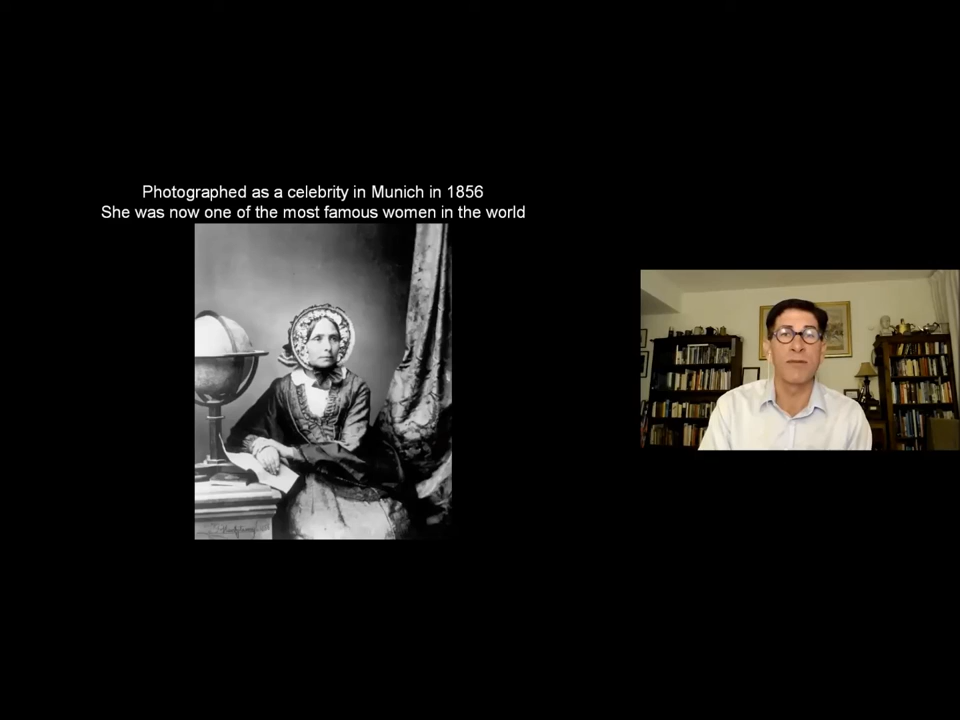 Photographed as a celebrity in Munich in 1856
She was now one of the most famous women in the world